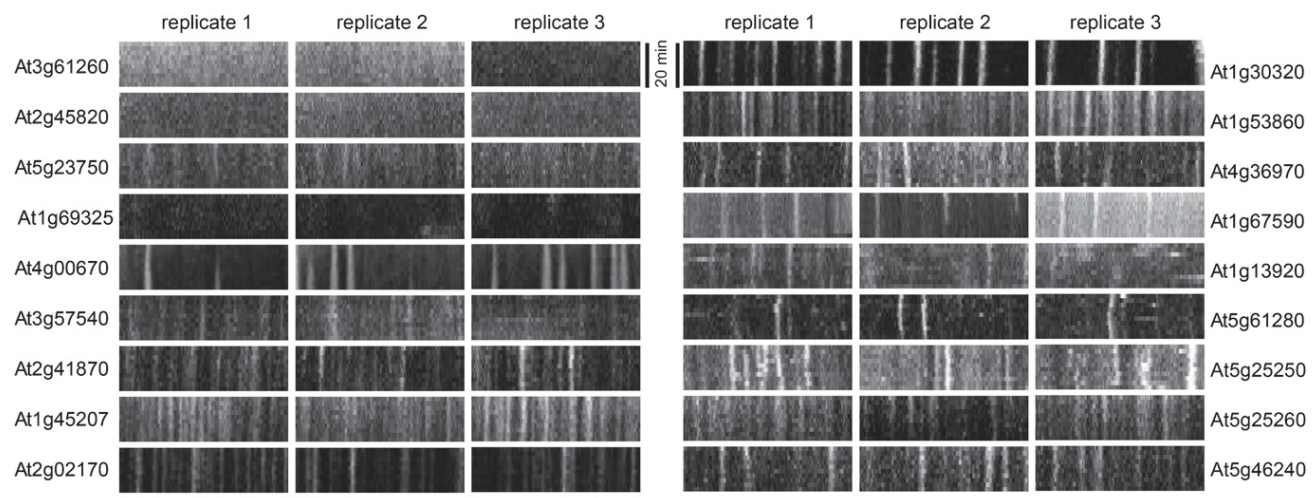 replicate 1 replicate 2 replicate 3 replicate 1 replicate 2 replicate 3
At3g61260 20 min At1g30320
At2g45820 At1g53860
At5g23750 At4g36970
At1g69325 At1g67590
At4g00670 At1g13920
At3g57540 At5g61280
At2g41870 At5g25250
At1g45207 At5g25260
At2g02170 At5g46240